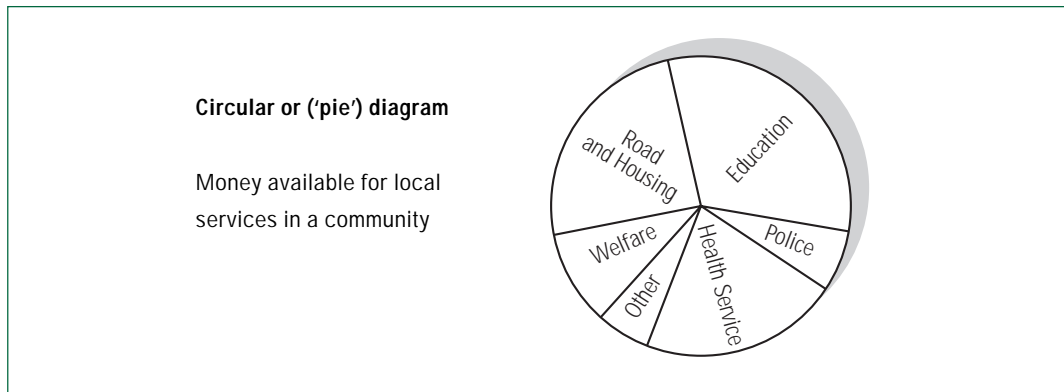 Circular or ('pie') diagram
Money available for local
services in a community
Road
and Housing
Education
Police
Health Service
Other
Welfare